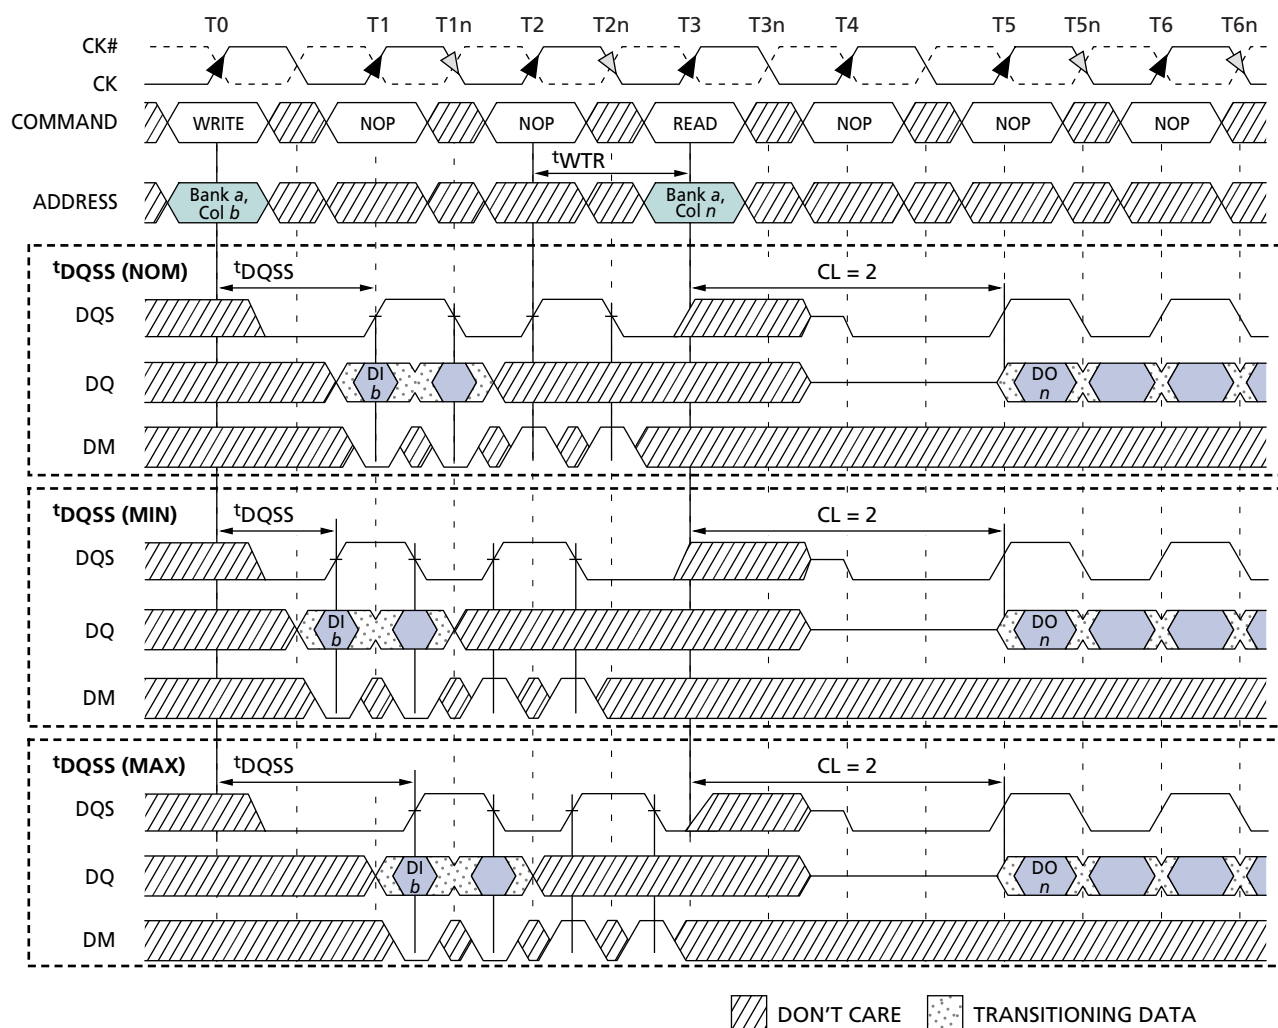 T0 T1 T1n T2 T2n T3 T3n T4 T5 T5n T6 T6n
CK#
CK
COMMAND WRITE NOP NOP READ NOP NOP NOP
tWTR
ADDRESS Bank a, Col b Bank a, Col n
tDQSS (NOM) tDQSS CL = 2
DQS
DQ DI b DO n
DM
tDQSS (MIN) tDQSS CL = 2
DQS
DQ DI b DO n
DM
tDQSS (MAX) tDQSS CL = 2
DQS
DQ DI b DO n
DM
DON'T CARE TRANSITIONING DATA